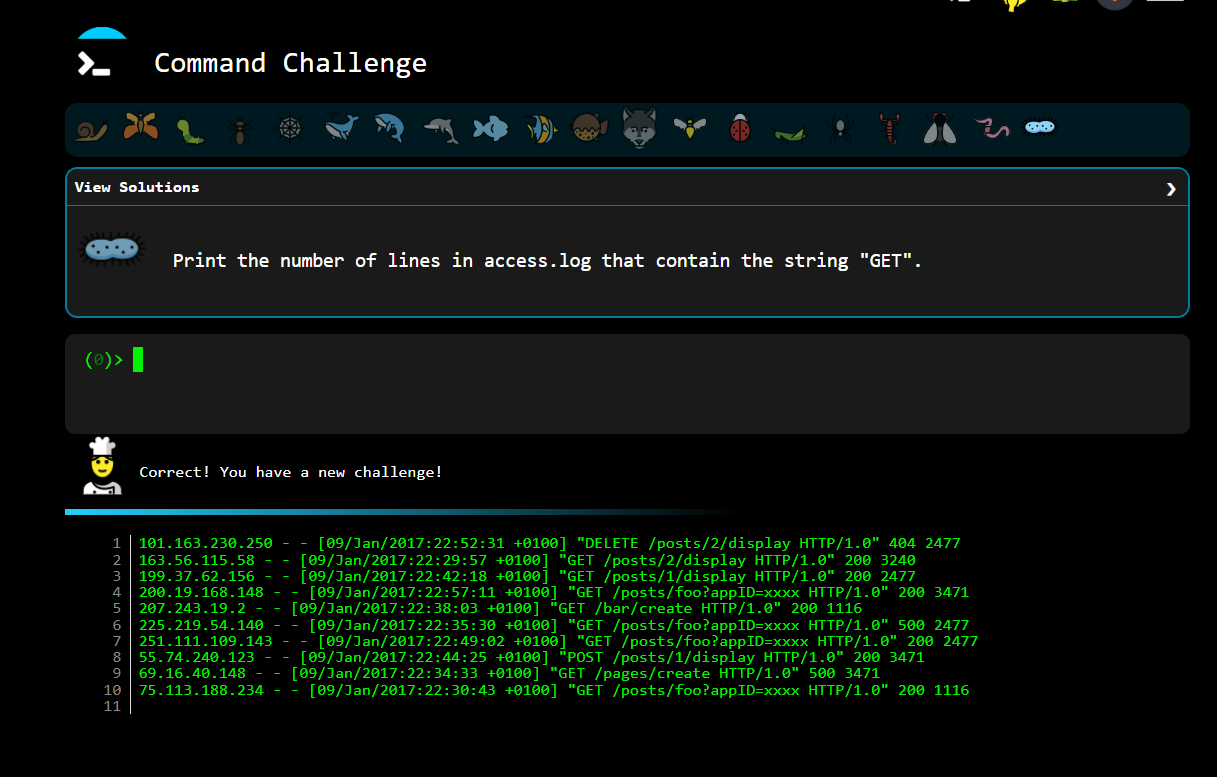 Command Challenge
View Solutions ❯
Print the number of lines in access.log that contain the string "GET".
(0)>
Correct! You have a new challenge!
1 101.163.230.250 - - [09/Jan/2017:22:52:31 +0100] "DELETE /posts/2/display HTTP/1.0" 404 2477
2 163.56.115.58 - - [09/Jan/2017:22:29:57 +0100] "GET /posts/2/display HTTP/1.0" 200 3240
3 199.37.62.156 - - [09/Jan/2017:22:42:18 +0100] "GET /posts/1/display HTTP/1.0" 200 2477
4 200.19.168.148 - - [09/Jan/2017:22:57:11 +0100] "GET /posts/foo?appID=xxxx HTTP/1.0" 200 3471
5 207.243.19.2 - - [09/Jan/2017:22:38:03 +0100] "GET /bar/create HTTP/1.0" 200 1116
6 225.219.54.140 - - [09/Jan/2017:22:35:30 +0100] "GET /posts/foo?appID=xxxx HTTP/1.0" 500 2477
7 251.111.109.143 - - [09/Jan/2017:22:49:02 +0100] "GET /posts/foo?appID=xxxx HTTP/1.0" 200 2477
8 55.74.240.123 - - [09/Jan/2017:22:44:25 +0100] "POST /posts/1/display HTTP/1.0" 200 3471
9 69.16.40.148 - - [09/Jan/2017:22:34:33 +0100] "GET /pages/create HTTP/1.0" 500 3471
10 75.113.188.234 - - [09/Jan/2017:22:30:43 +0100] "GET /posts/foo?appID=xxxx HTTP/1.0" 200 1116
11